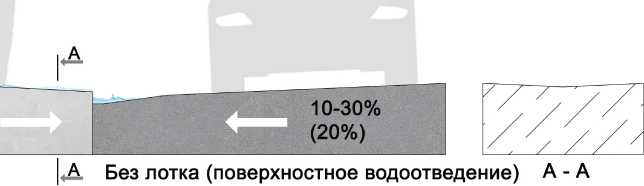 A
10-30%
(20%)
A
Без лотка (поверхностное водоотведение)
A - A